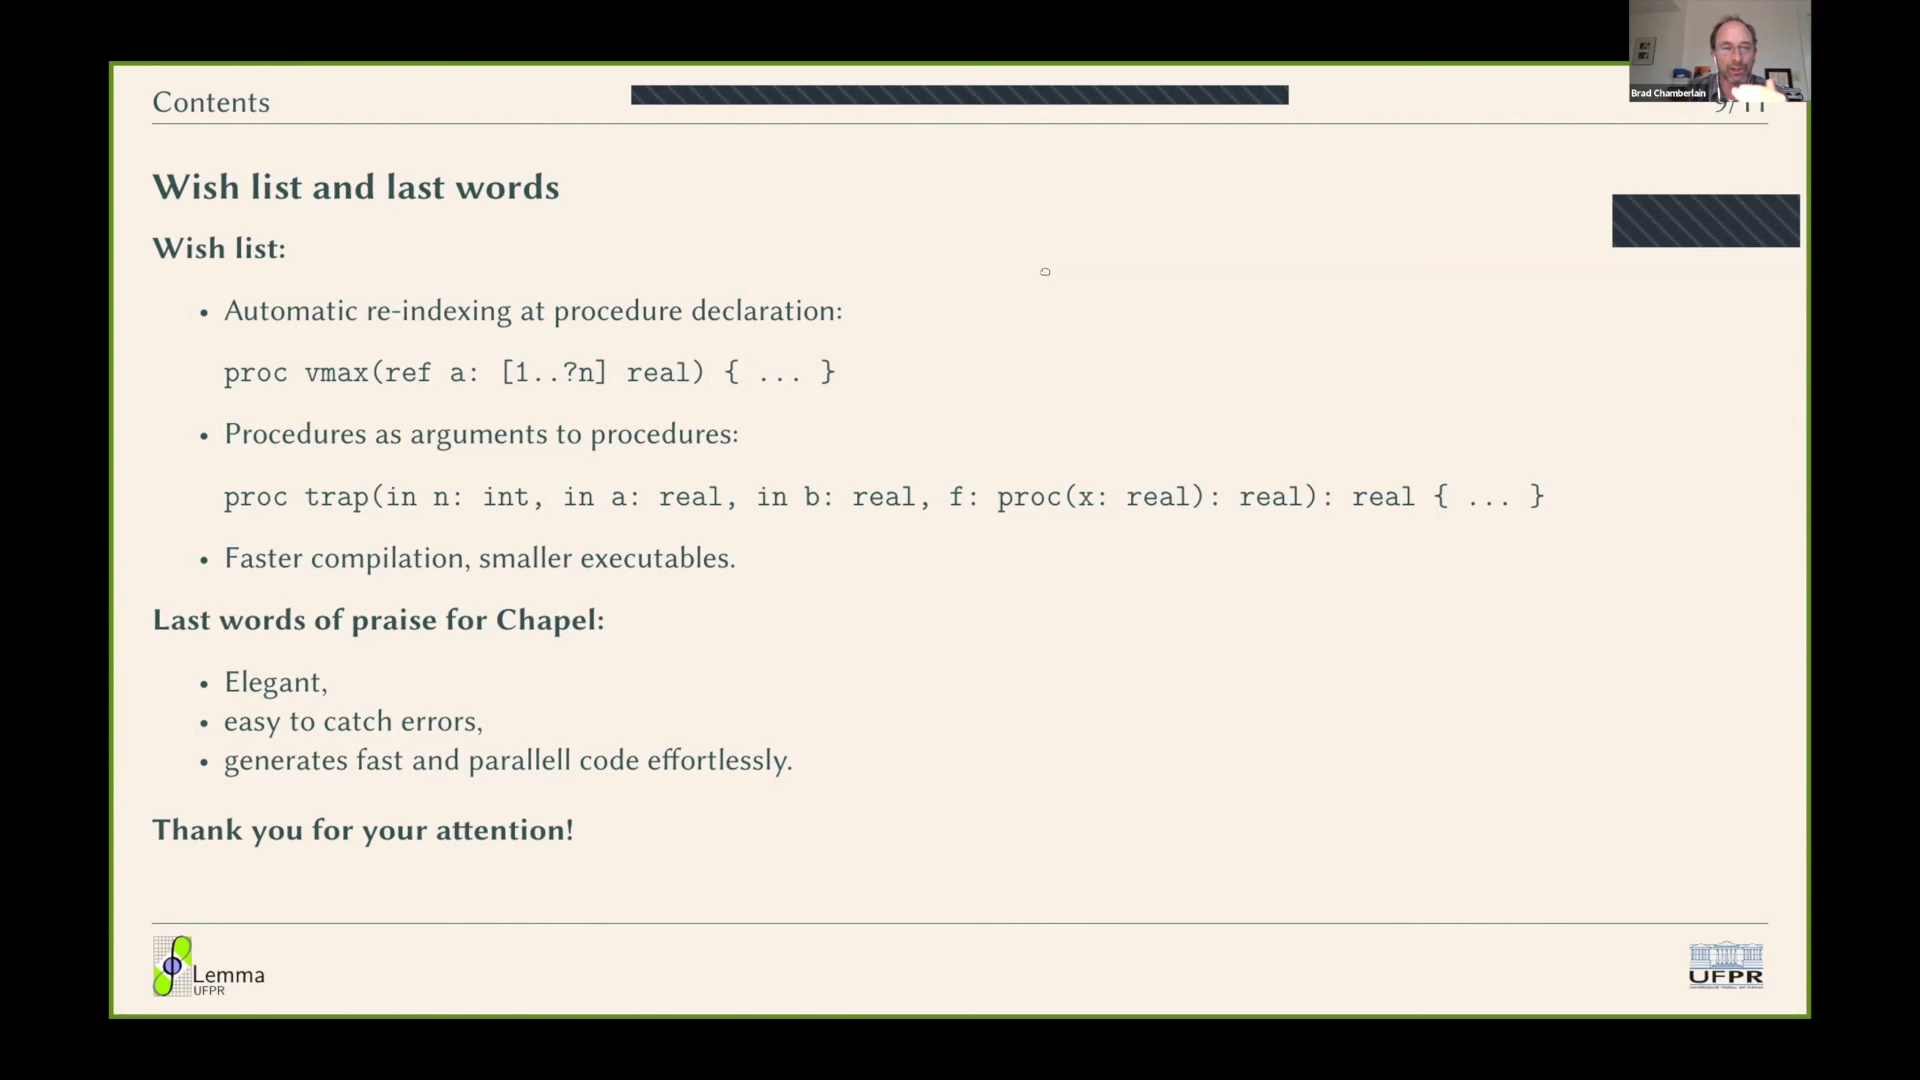 Brad Chamberlain
Contents
9/11
Wish list and last words
Wish list:
• Automatic re-indexing at procedure declaration:
proc vmax(ref a: [1..?n] real) { ... }
• Procedures as arguments to procedures:
proc trap(in n: int, in a: real, in b: real, f: proc(x: real): real): real { ... }
• Faster compilation, smaller executables.
Last words of praise for Chapel:
• Elegant,
• easy to catch errors,
• generates fast and parallell code effortlessly.
Thank you for your attention!
Lemma
UFPR
UFPR